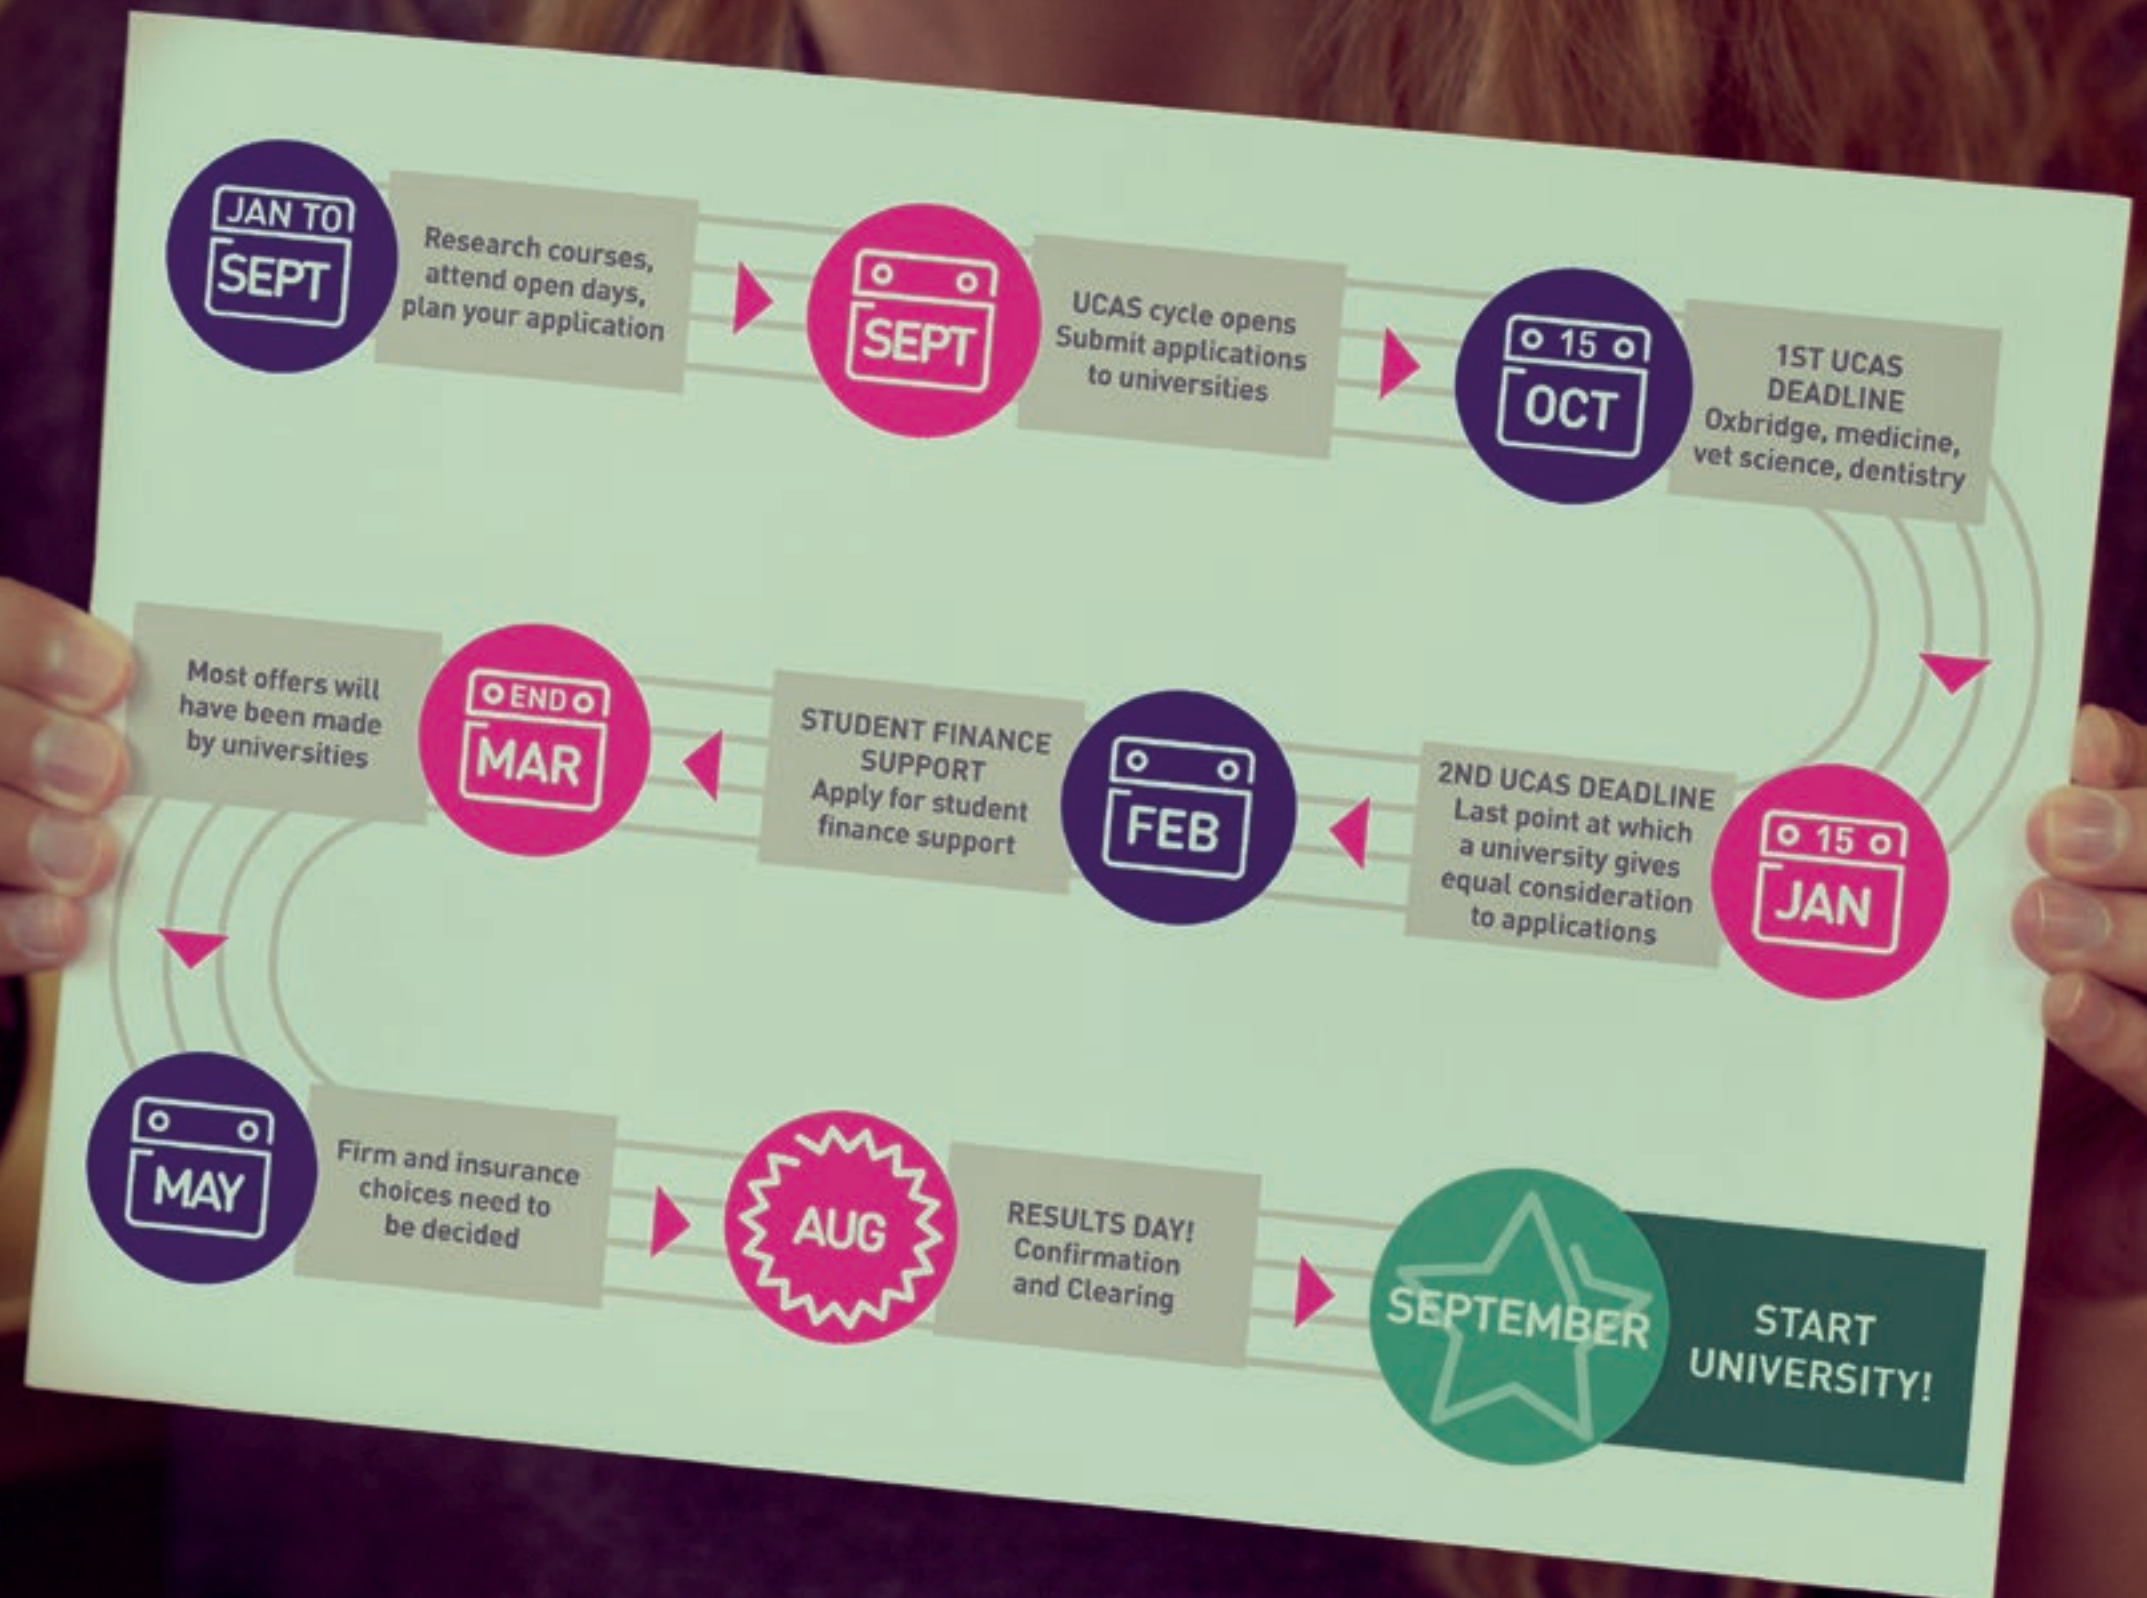 JAN TO
SEPT
Research courses,
attend open days,
plan your application
SEPT
UCAS cycle opens
Submit applications
to universities
15
OCT
1ST UCAS
DEADLINE
Oxbridge, medicine,
vet science, dentistry
15
JAN
2ND UCAS DEADLINE
Last point at which
a university gives
equal consideration
to applications
FEB
STUDENT FINANCE
SUPPORT
Apply for student
finance support
END
MAR
Most offers will
have been made
by universities
MAY
Firm and insurance
choices need to
be decided
AUG
RESULTS DAY!
Confirmation
and Clearing
SEPTEMBER
START
UNIVERSITY!